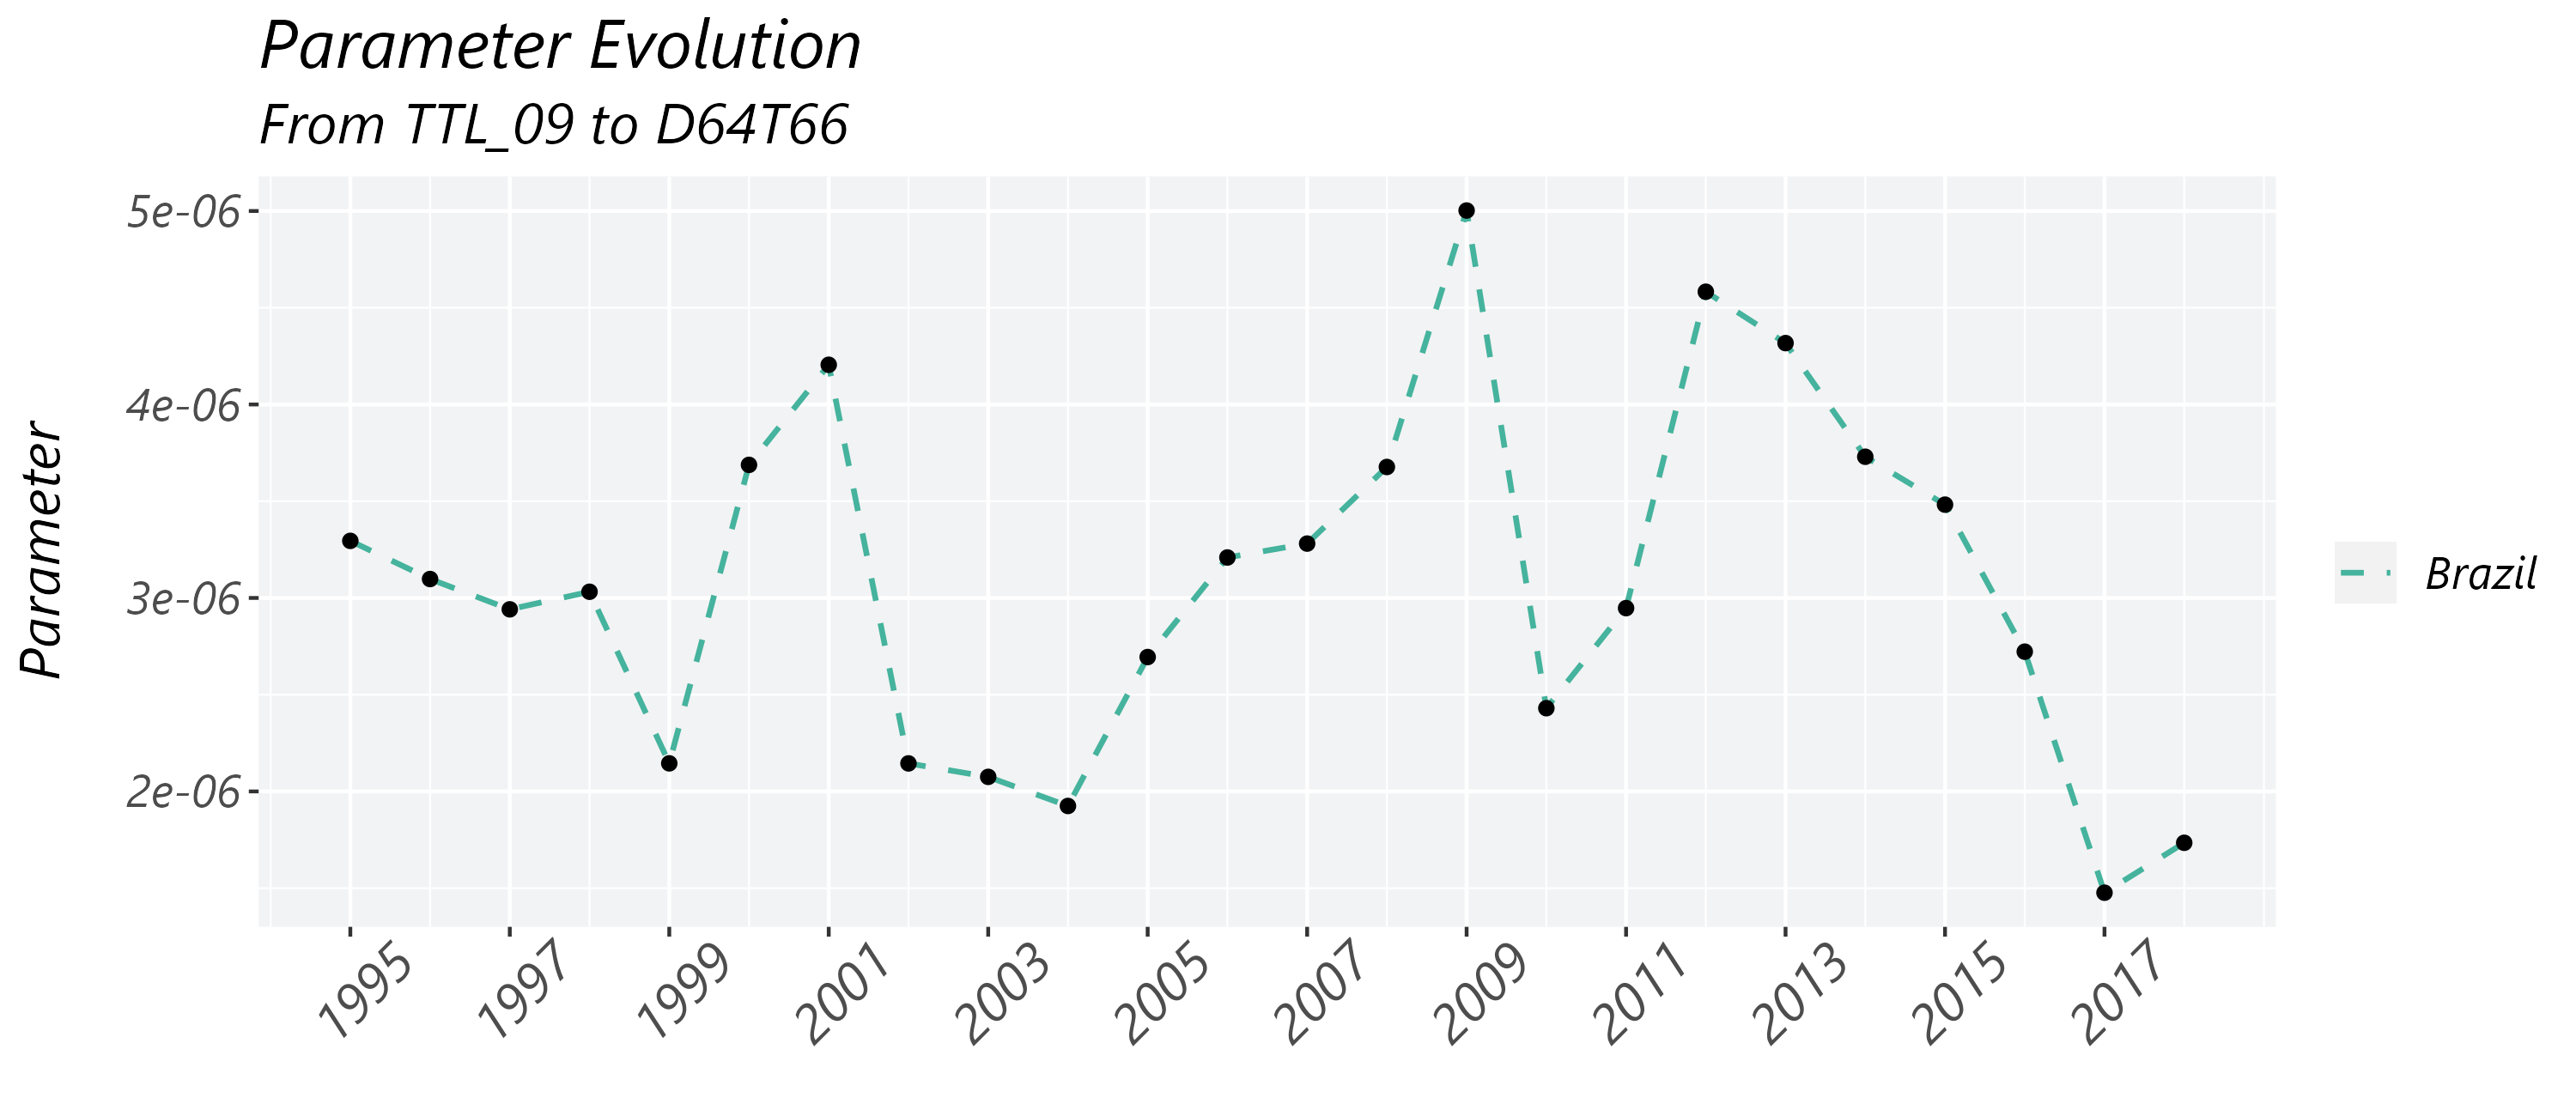 Parameter Evolution
From TTL_09 to D64T66
Parameter
5e-06
4e-06
3e-06
2e-06
1995
1997
1999
2001
2003
2005
2007
2009
2011
2013
2015
2017
Brazil